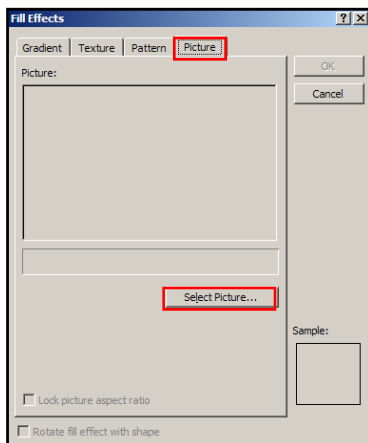 Fill Effects
Gradient Texture Pattern Picture
OK
Picture:
Cancel
Select Picture...
Sample:
Lock picture aspect ratio
Rotate fill effect with shape